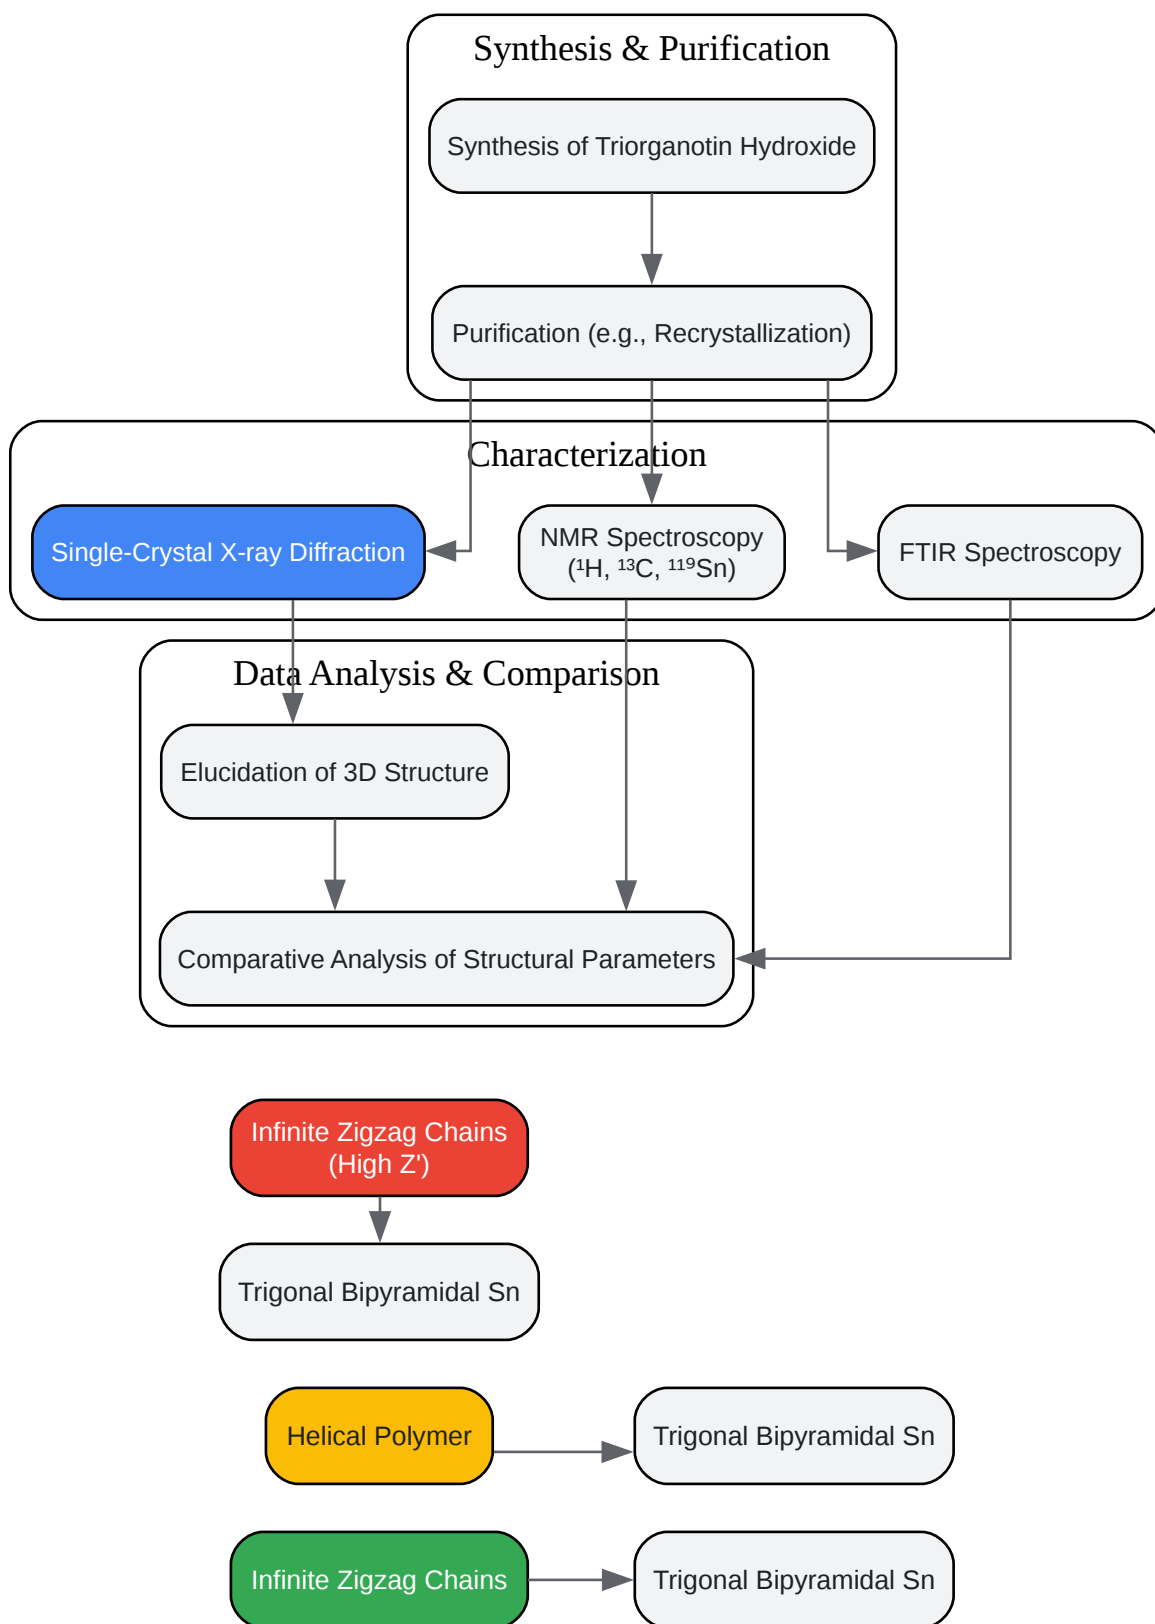 Synthesis & Purification
Synthesis of Triorganotin Hydroxide
Purification (e.g., Recrystallization)
Characterization
Single-Crystal X-ray Diffraction
NMR Spectroscopy
(¹H, ¹³C, ¹¹⁹Sn)
FTIR Spectroscopy
Data Analysis & Comparison
Elucidation of 3D Structure
Comparative Analysis of Structural Parameters
Infinite Zigzag Chains
(High Z')
Trigonal Bipyramidal Sn
Helical Polymer
Trigonal Bipyramidal Sn
Infinite Zigzag Chains
Trigonal Bipyramidal Sn